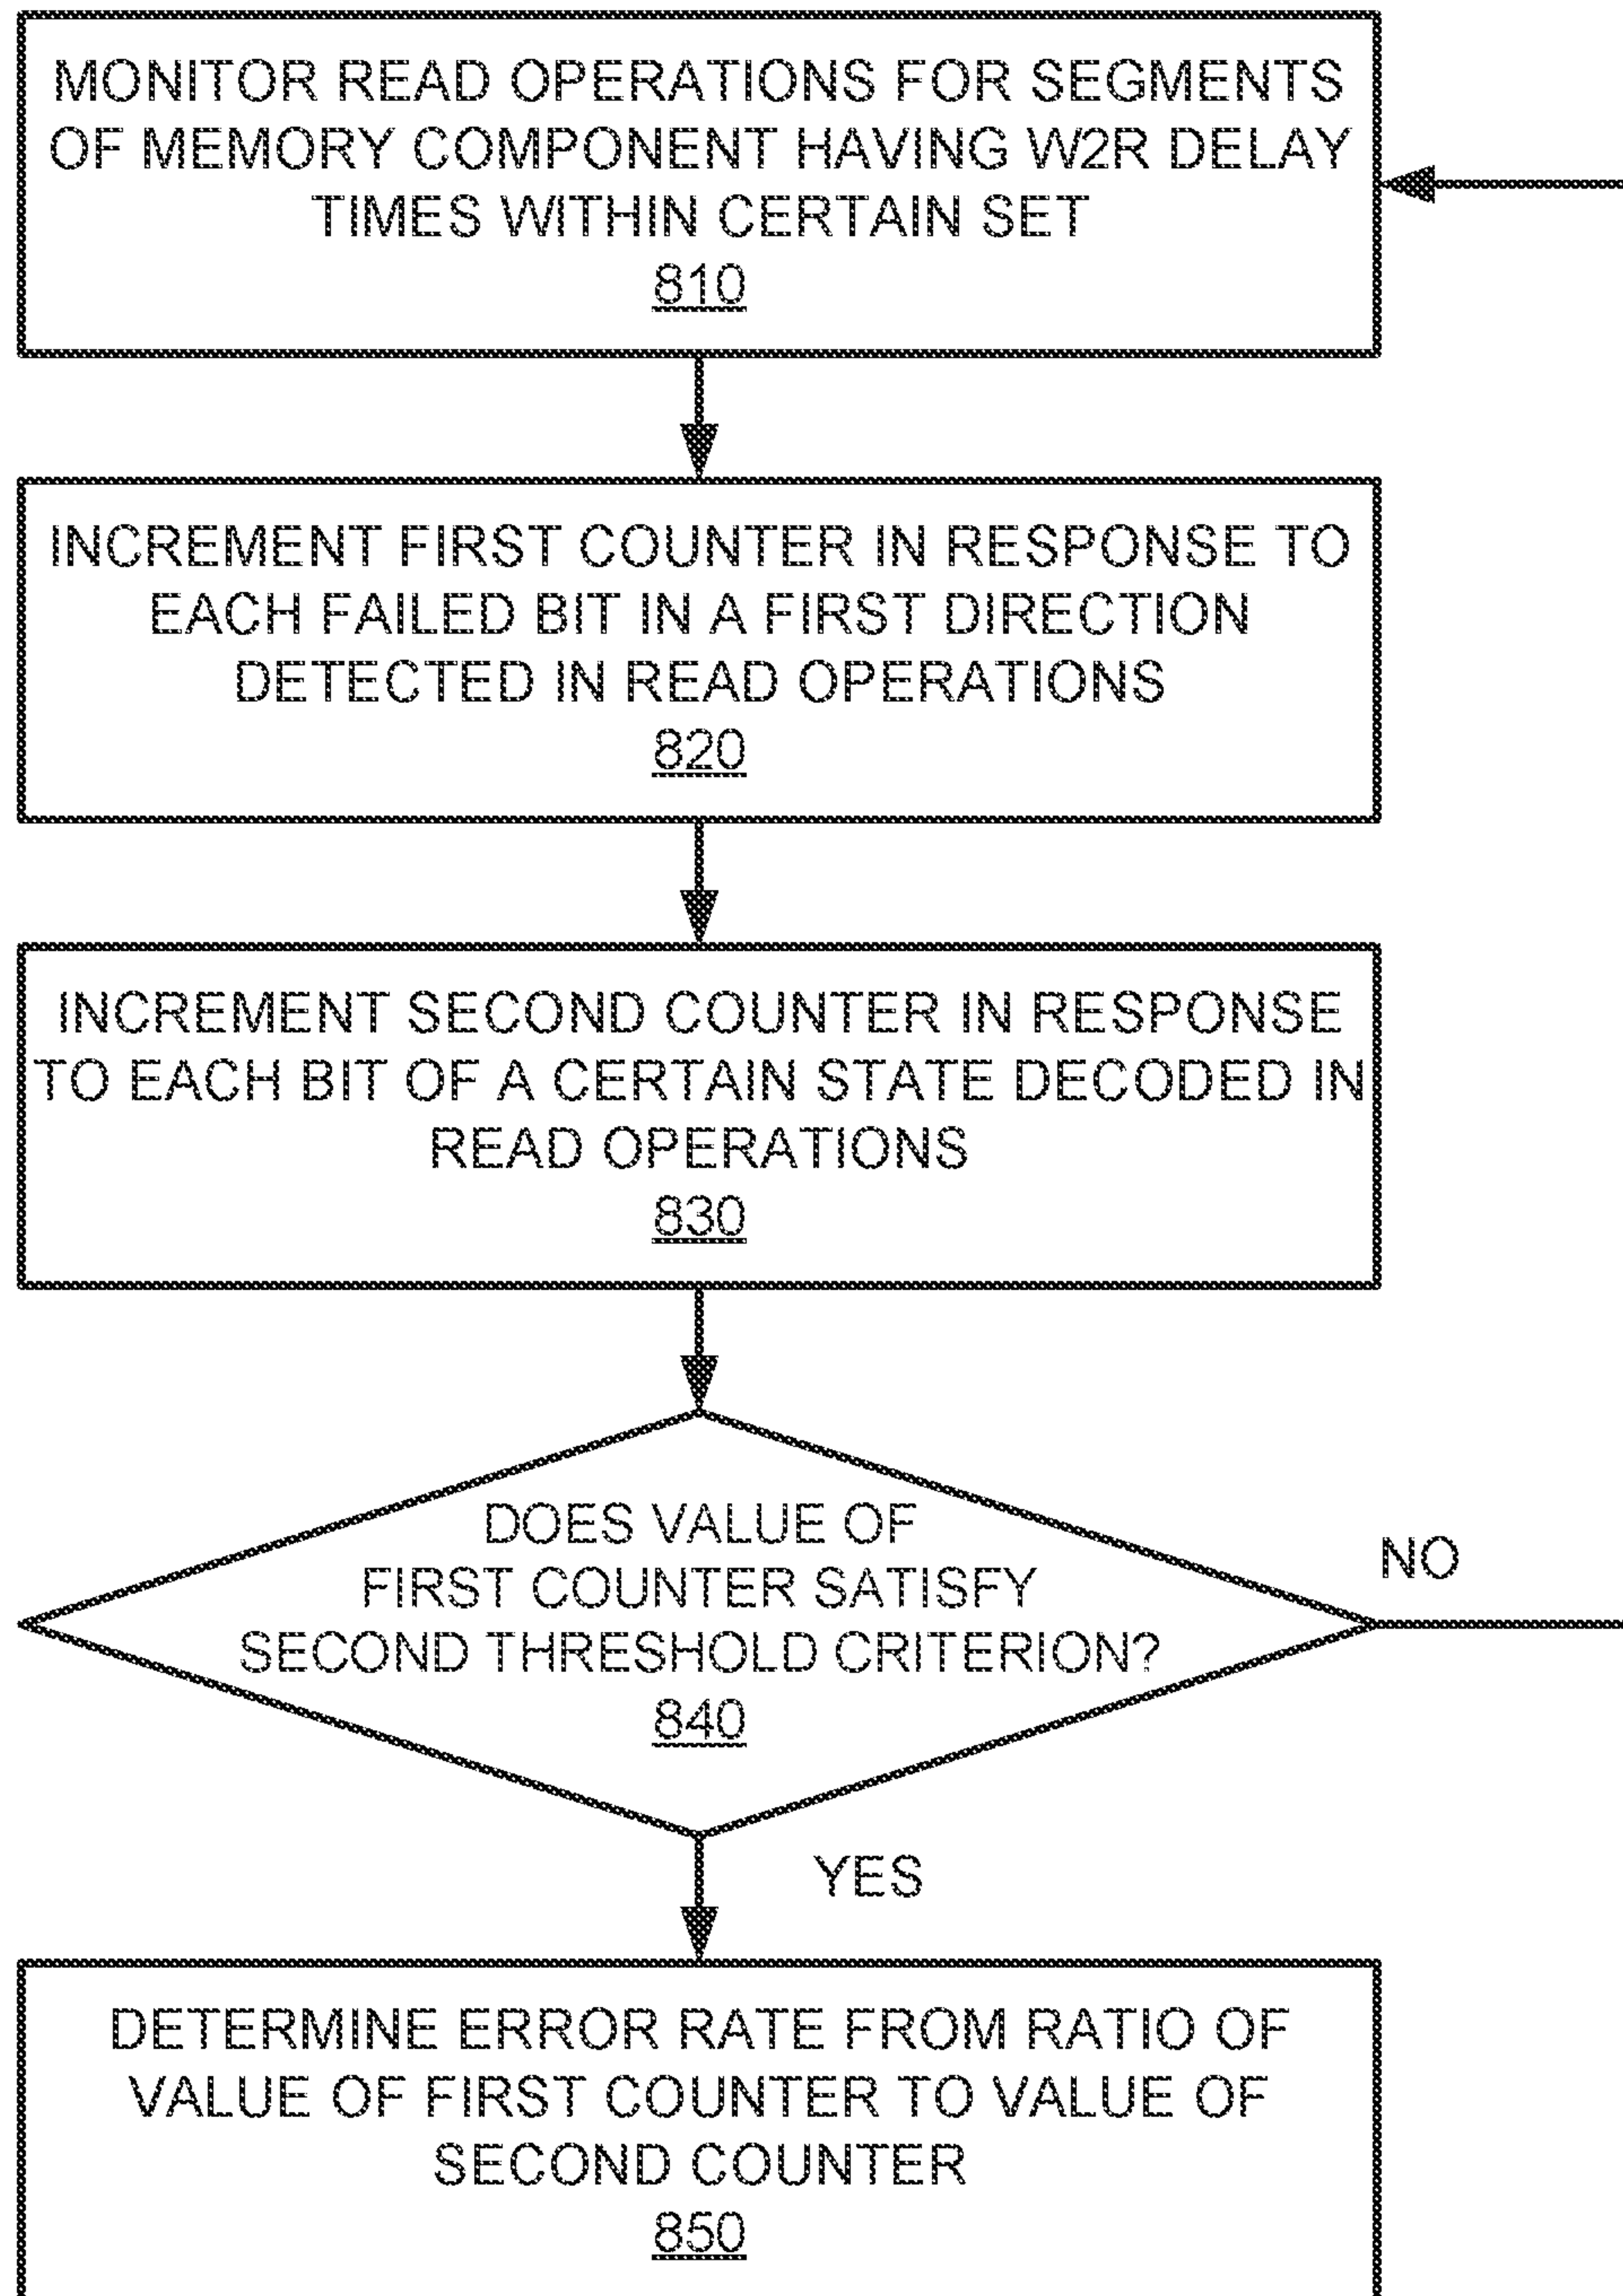 MONITOR READ OPERATIONS FOR SEGMENTS
OF MEMORY COMPONENT HAVING W2R DELAY
TIMES WITHIN CERTAIN SET
810
INCREMENT FIRST COUNTER IN RESPONSE TO
EACH FAILED BIT IN A FIRST DIRECTION
DETECTED IN READ OPERATIONS
820
INCREMENT SECOND COUNTER IN RESPONSE
TO EACH BIT OF A CERTAIN STATE DECODED IN
READ OPERATIONS
830
DOES VALUE OF
FIRST COUNTER SATISFY
SECOND THRESHOLD CRITERION?
840
NO
YES
DETERMINE ERROR RATE FROM RATIO OF
VALUE OF FIRST COUNTER TO VALUE OF
SECOND COUNTER
850